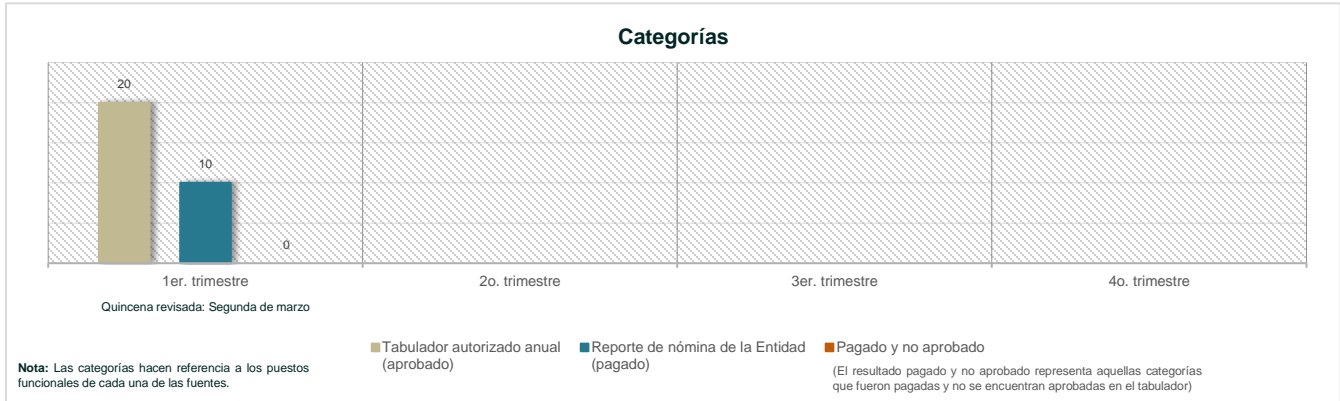 Categorías
20
10
0
1er. trimestre
2o. trimestre
3er. trimestre
4o. trimestre
Quincena revisada: Segunda de marzo
Tabulador autorizado anual
(aprobado)
Reporte de nómina de la Entidad
(pagado)
Pagado y no aprobado
(El resultado pagado y no aprobado representa aquellas categorías
que fueron pagadas y no se encuentran aprobadas en el tabulador)
Nota: Las categorías hacen referencia a los puestos
funcionales de cada una de las fuentes.